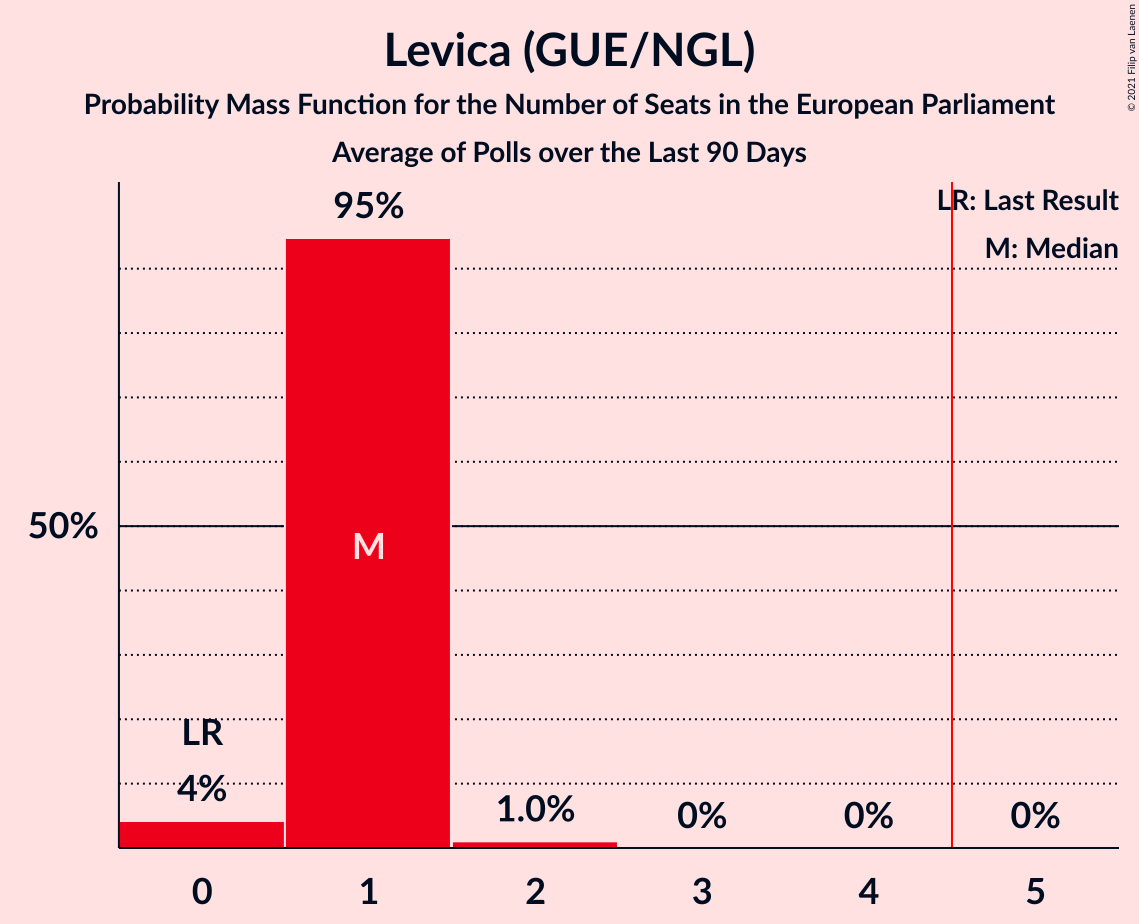 Levica (GUE/NGL)
Probability Mass Function for the Number of Seats in the European Parliament
Average of Polls over the Last 90 Days
© 2021 Filip van Laenen
LR: Last Result
M: Median
95%
50%
M
LR
4%
1.0%
0%
0%
0%
0
1
2
3
4
5